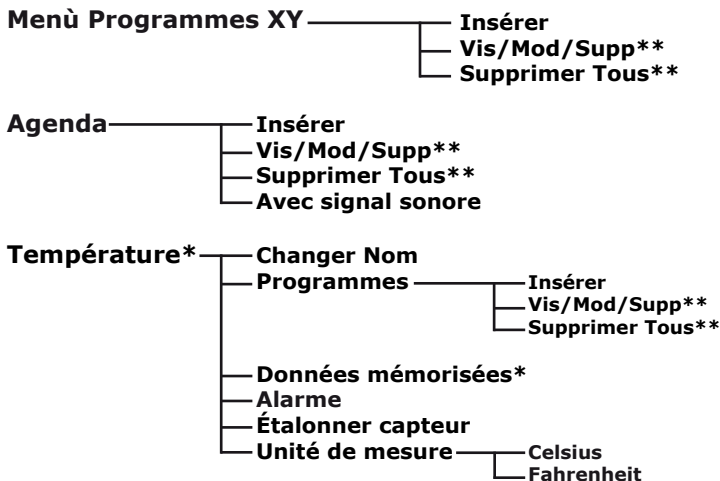 Menù Programmes XY
Insérer
Vis/Mod/Supp**
Supprimer Tous**
Agenda
Insérer
Vis/Mod/Supp**
Supprimer Tous**
Avec signal sonore
Température*
Changer Nom
Programmes
Insérer
Vis/Mod/Supp**
Supprimer Tous**
Données mémorisées*
Alarme
Étalonner capteur
Unité de mesure
Celsius
Fahrenheit